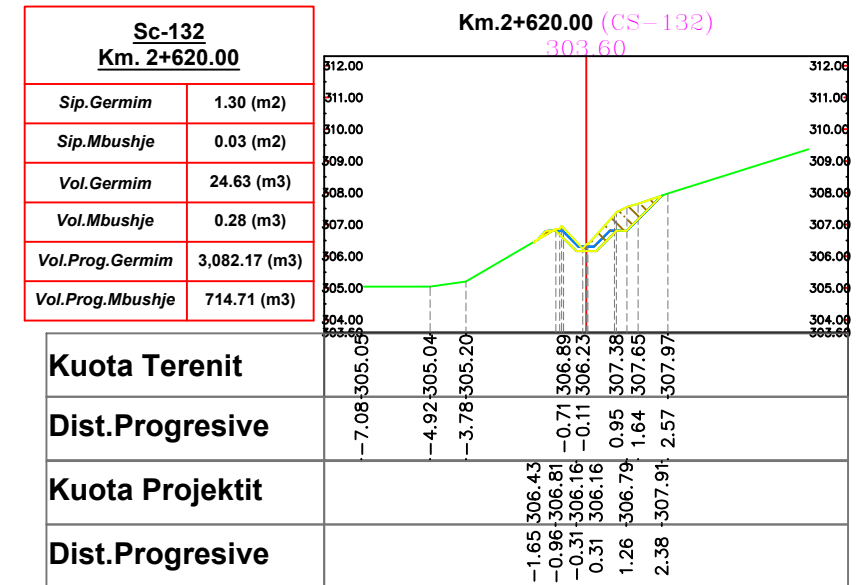 Sc-132
Km. 2+620.00
Sip.Germim 1.30 (m2)
Sip.Mbushje 0.03 (m2)
Vol.Germim 24.63 (m3)
Vol.Mbushje 0.28 (m3)
Vol.Prog.Germim 3,082.17 (m3)
Vol.Prog.Mbushje 714.71 (m3)
Km.2+620.00 (CS-132)
303.60
312.00 312.00
311.00 311.00
310.00 310.00
309.00 309.00
308.00 308.00
307.00 307.00
306.00 306.00
305.00 305.00
304.00 304.00
303.60 303.60
Kuota Terenit 305.05 305.04 305.20 306.89 306.23 307.38 307.65 307.97
Dist.Progresive -7.08 -4.92 -3.78 -0.71 -0.11 0.95 1.64 2.57
Kuota Projektit 306.43 306.81 306.16 306.16 306.79 307.91
Dist.Progresive -1.65 -0.96 -0.31 0.31 1.26 2.38